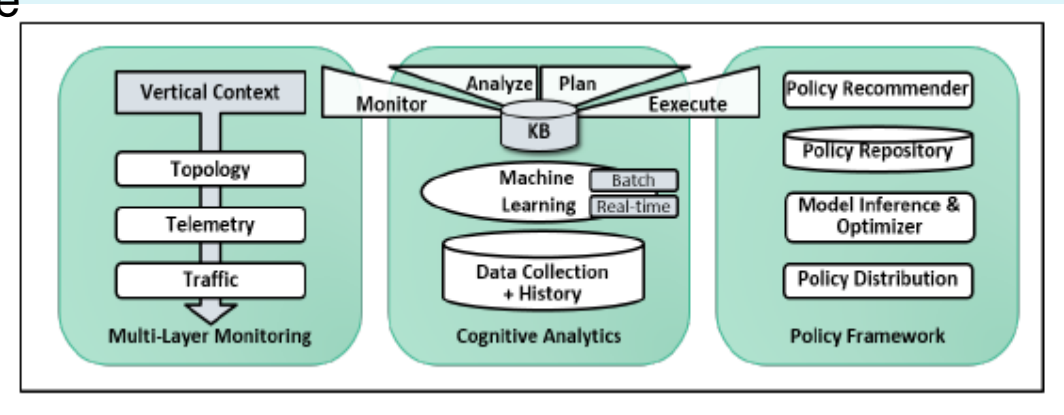 e
Vertical Context
Topology
Telemetry
Traffic
Multi-Layer Monitoring
Monitor
Analyze
Plan
Eexecute
KB
Machine
Learning
Batch
Real-time
Data Collection
+ History
Cognitive Analytics
Policy Recommender
Policy Repository
Model Inference &
Optimizer
Policy Distribution
Policy Framework